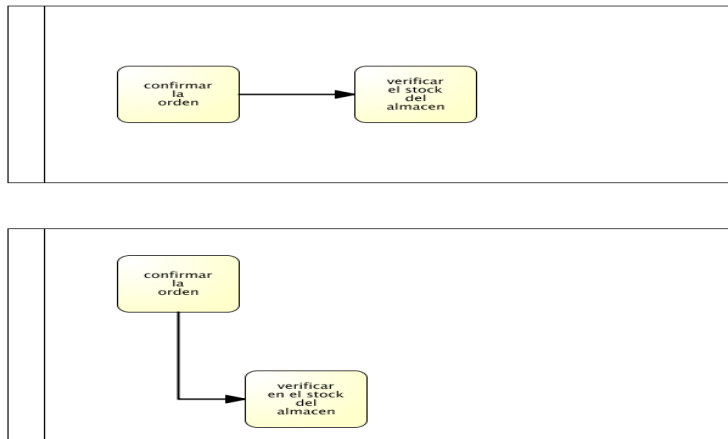 confirmar
la
orden
verificar
el stock
del
almacen
confirmar
la
orden
verificar
en el stock
del
almacen